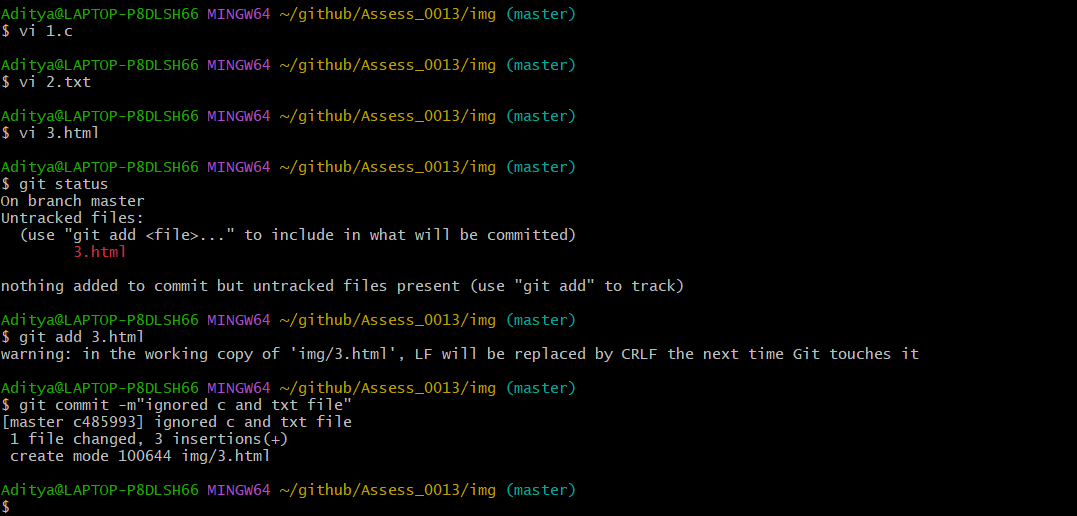 Aditya@LAPTOP-P8DLSH66 MINGW64 ~/github/Assess_0013/img (master)
$ vi 1.c

Aditya@LAPTOP-P8DLSH66 MINGW64 ~/github/Assess_0013/img (master)
$ vi 2.txt

Aditya@LAPTOP-P8DLSH66 MINGW64 ~/github/Assess_0013/img (master)
$ vi 3.html

Aditya@LAPTOP-P8DLSH66 MINGW64 ~/github/Assess_0013/img (master)
$ git status
On branch master
Untracked files:
  (use "git add <file>..." to include in what will be committed)
        3.html

nothing added to commit but untracked files present (use "git add" to track)

Aditya@LAPTOP-P8DLSH66 MINGW64 ~/github/Assess_0013/img (master)
$ git add 3.html
warning: in the working copy of 'img/3.html', LF will be replaced by CRLF the next time Git touches it

Aditya@LAPTOP-P8DLSH66 MINGW64 ~/github/Assess_0013/img (master)
$ git commit -m"ignored c and txt file"
[master c485993] ignored c and txt file
 1 file changed, 3 insertions(+)
 create mode 100644 img/3.html

Aditya@LAPTOP-P8DLSH66 MINGW64 ~/github/Assess_0013/img (master)
$